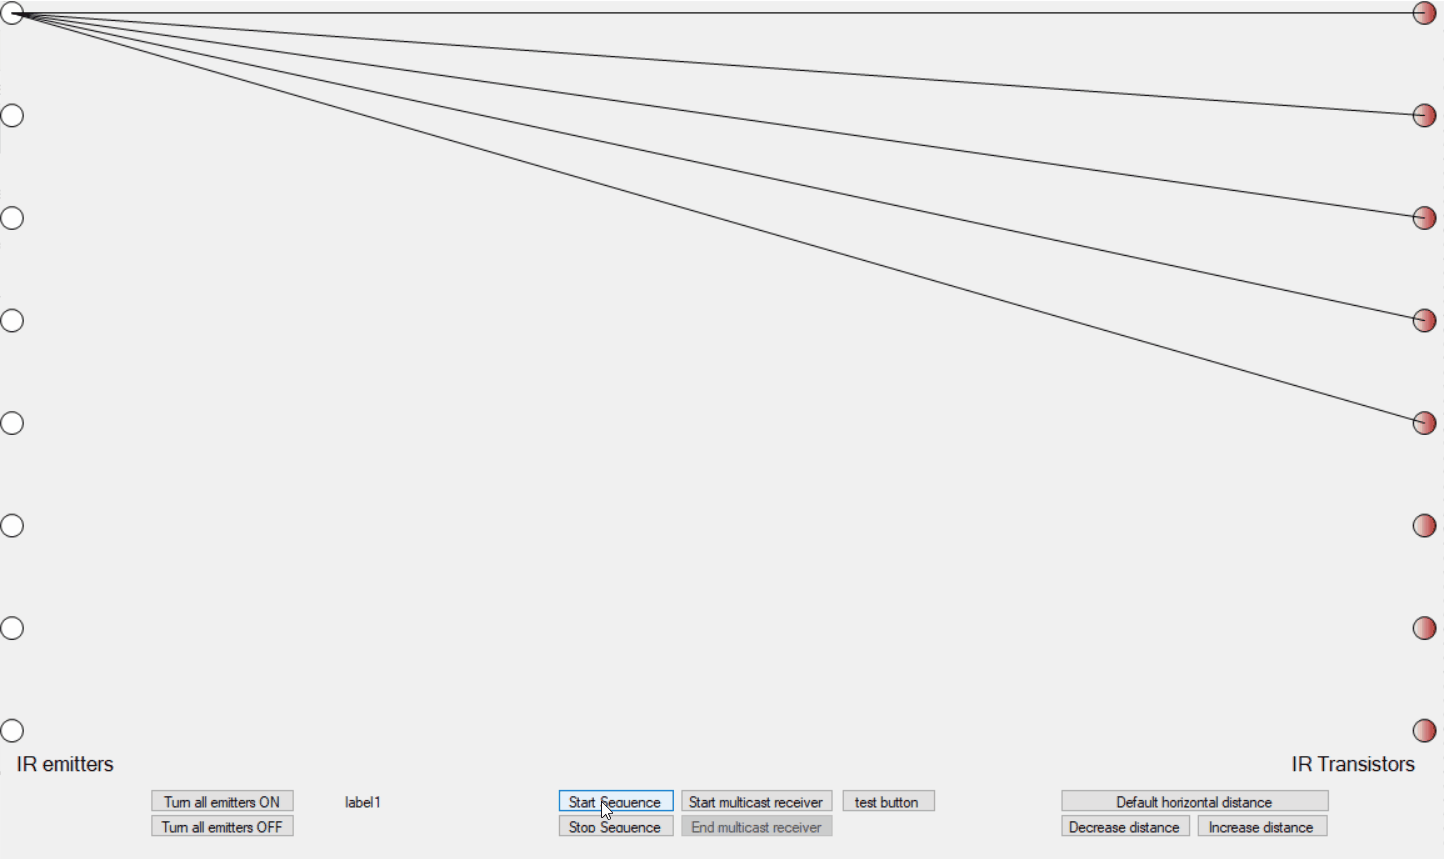 IR emitters
IR Transistors
Turn all emitters ON
label1
Start Sequence
Start multicast receiver
test button
Default horizontal distance
Turn all emitters OFF
Stop Sequence
End multicast receiver
Decrease distance
Increase distance